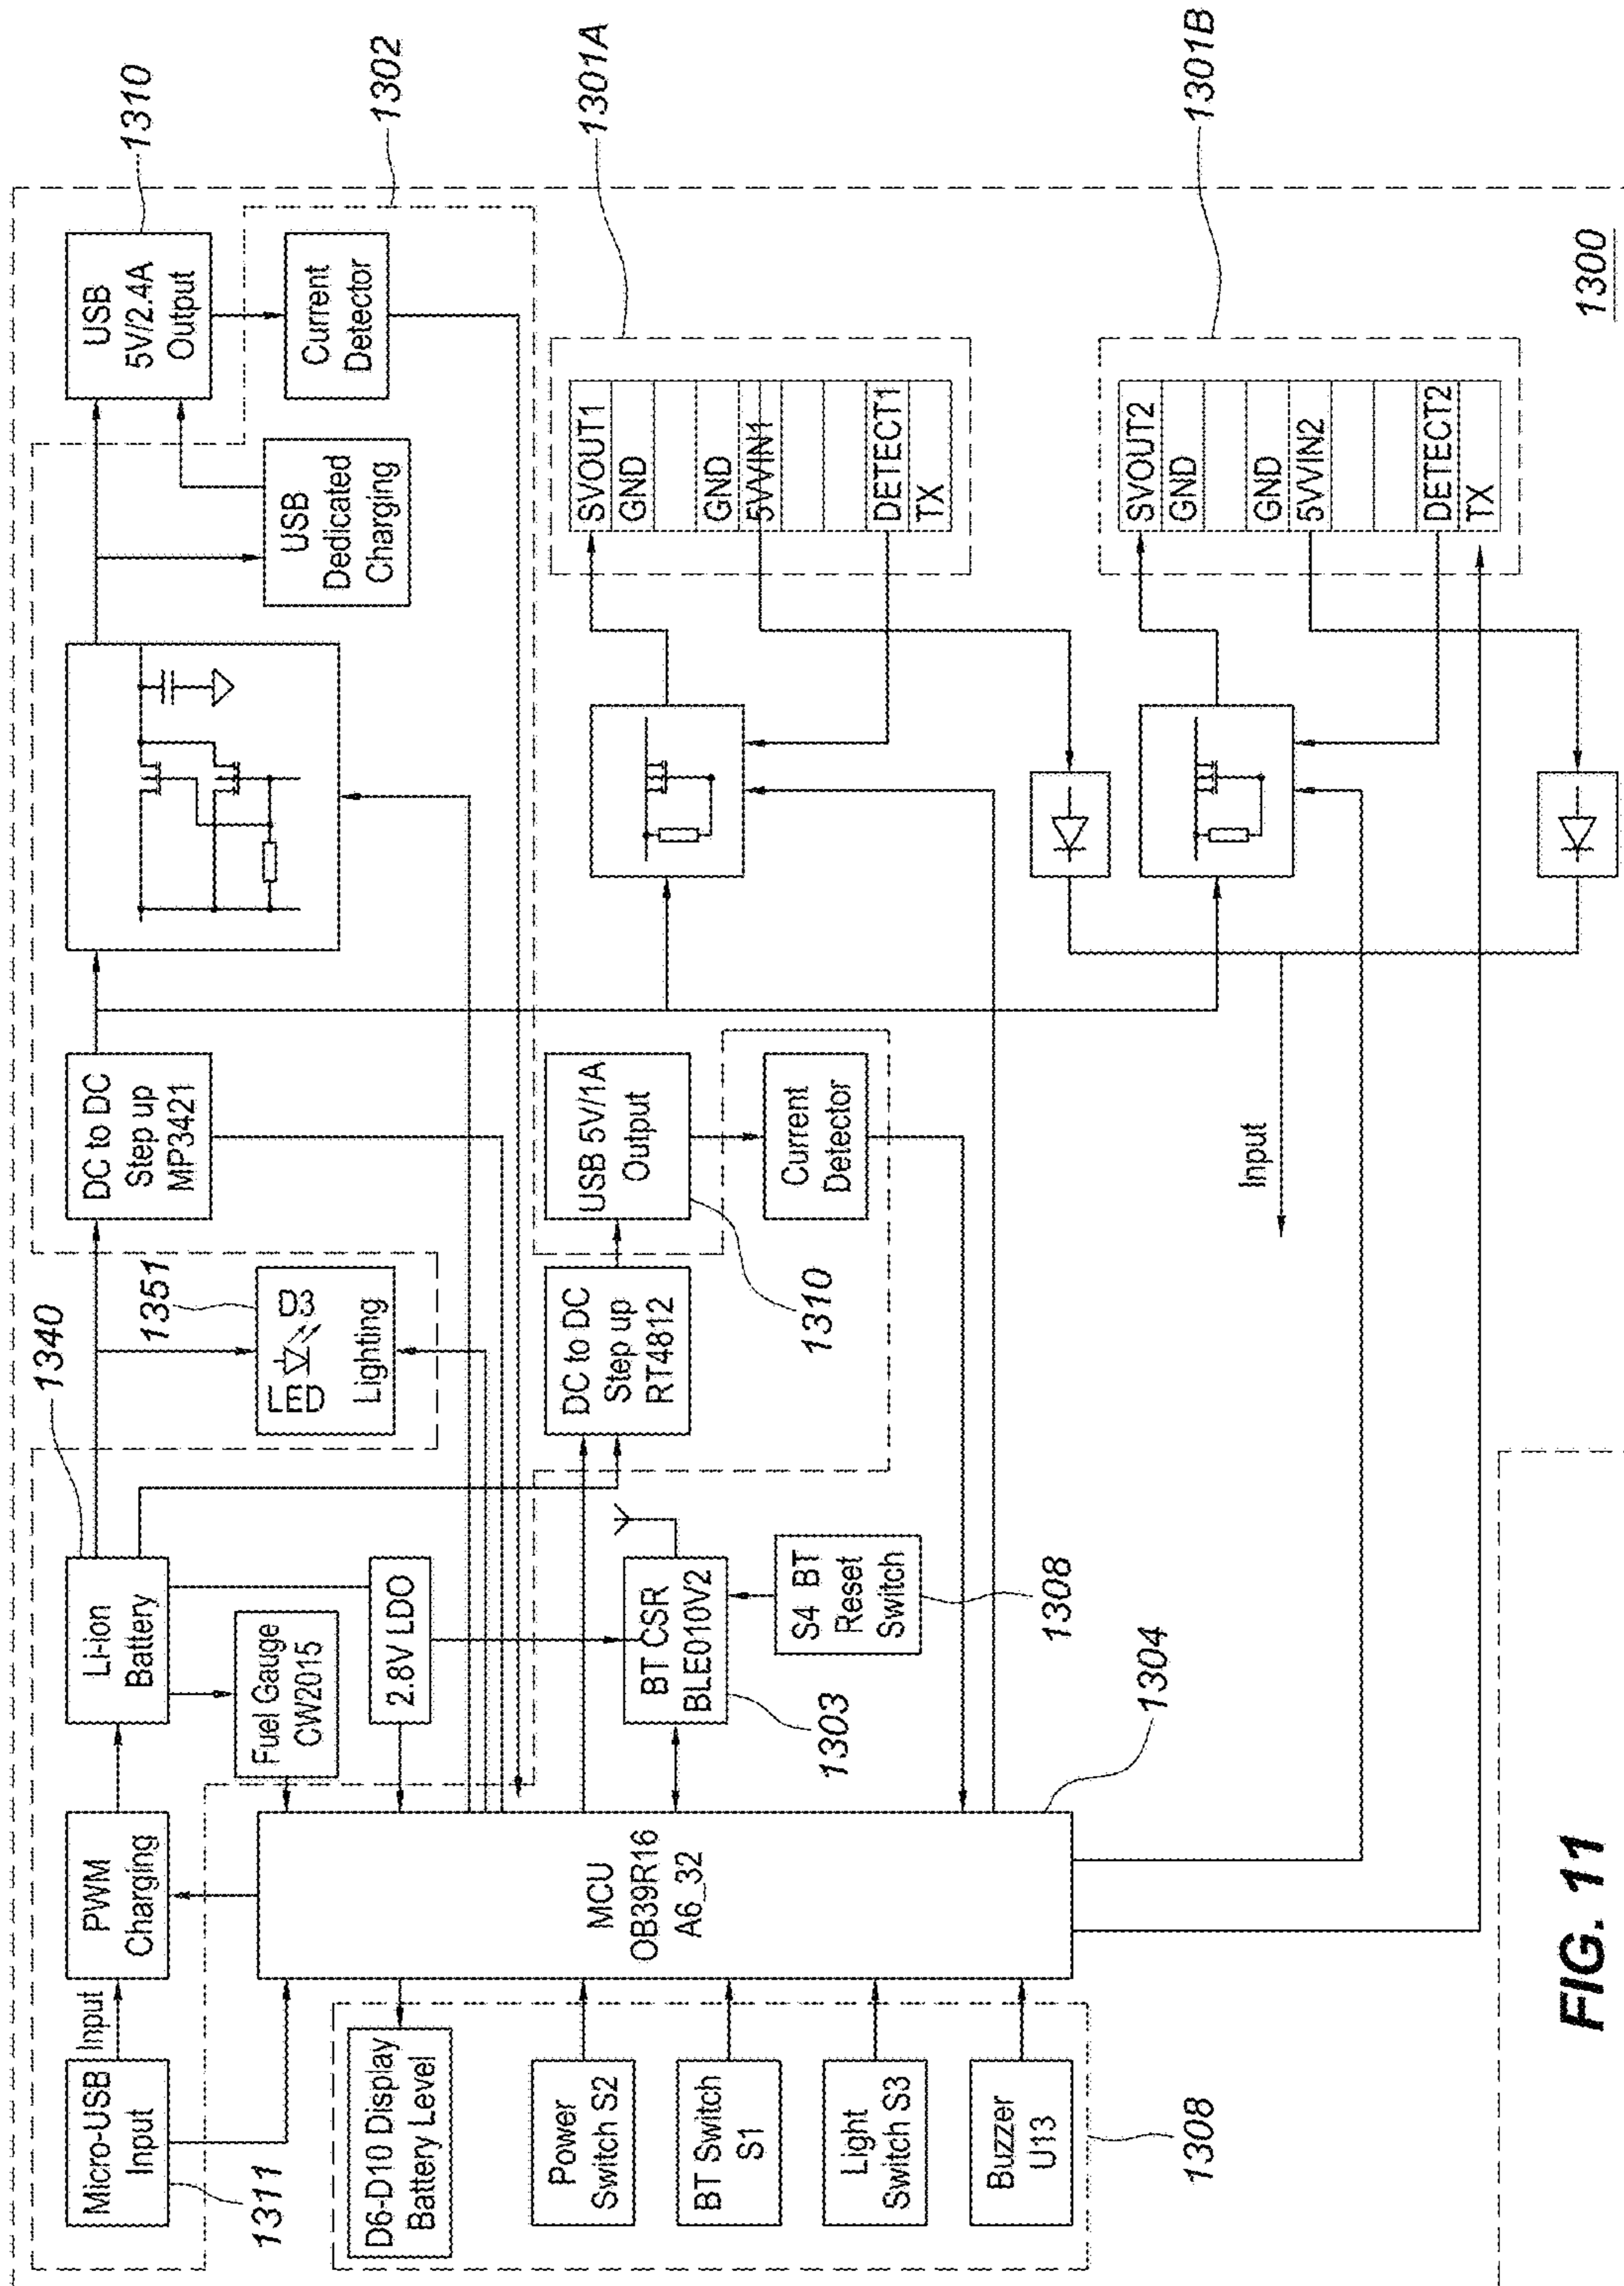 Micro-USB
Input
1311
Input
PWM
Charging
Li-ion
Battery
1340
Fuel Gauge
CW2015
2.8V LDO
LED
D3
Lighting
1351
DC to DC
Step up
MP3421
USB
Dedicated
Charging
USB
5V/2.4A
Output
1310
Current
Detector
1302
D6-D10 Display
Battery Level
Power
Switch S2
BT Switch
S1
Light
Switch S3
Buzzer
U13
1308
MCU
OB39R16
A6_32
1304
BT CSR
BLE010V2
1303
S4 BT
Reset
Switch
1308
DC to DC
Step up
RT4812
USB 5V/1A
Output
1310
Current
Detector
SVOUT1
GND
GND
5VVIN1
DETECT1
TX
1301A
SVOUT2
GND
GND
5VVIN2
DETECT2
TX
1301B
Input
1300
FIG. 11